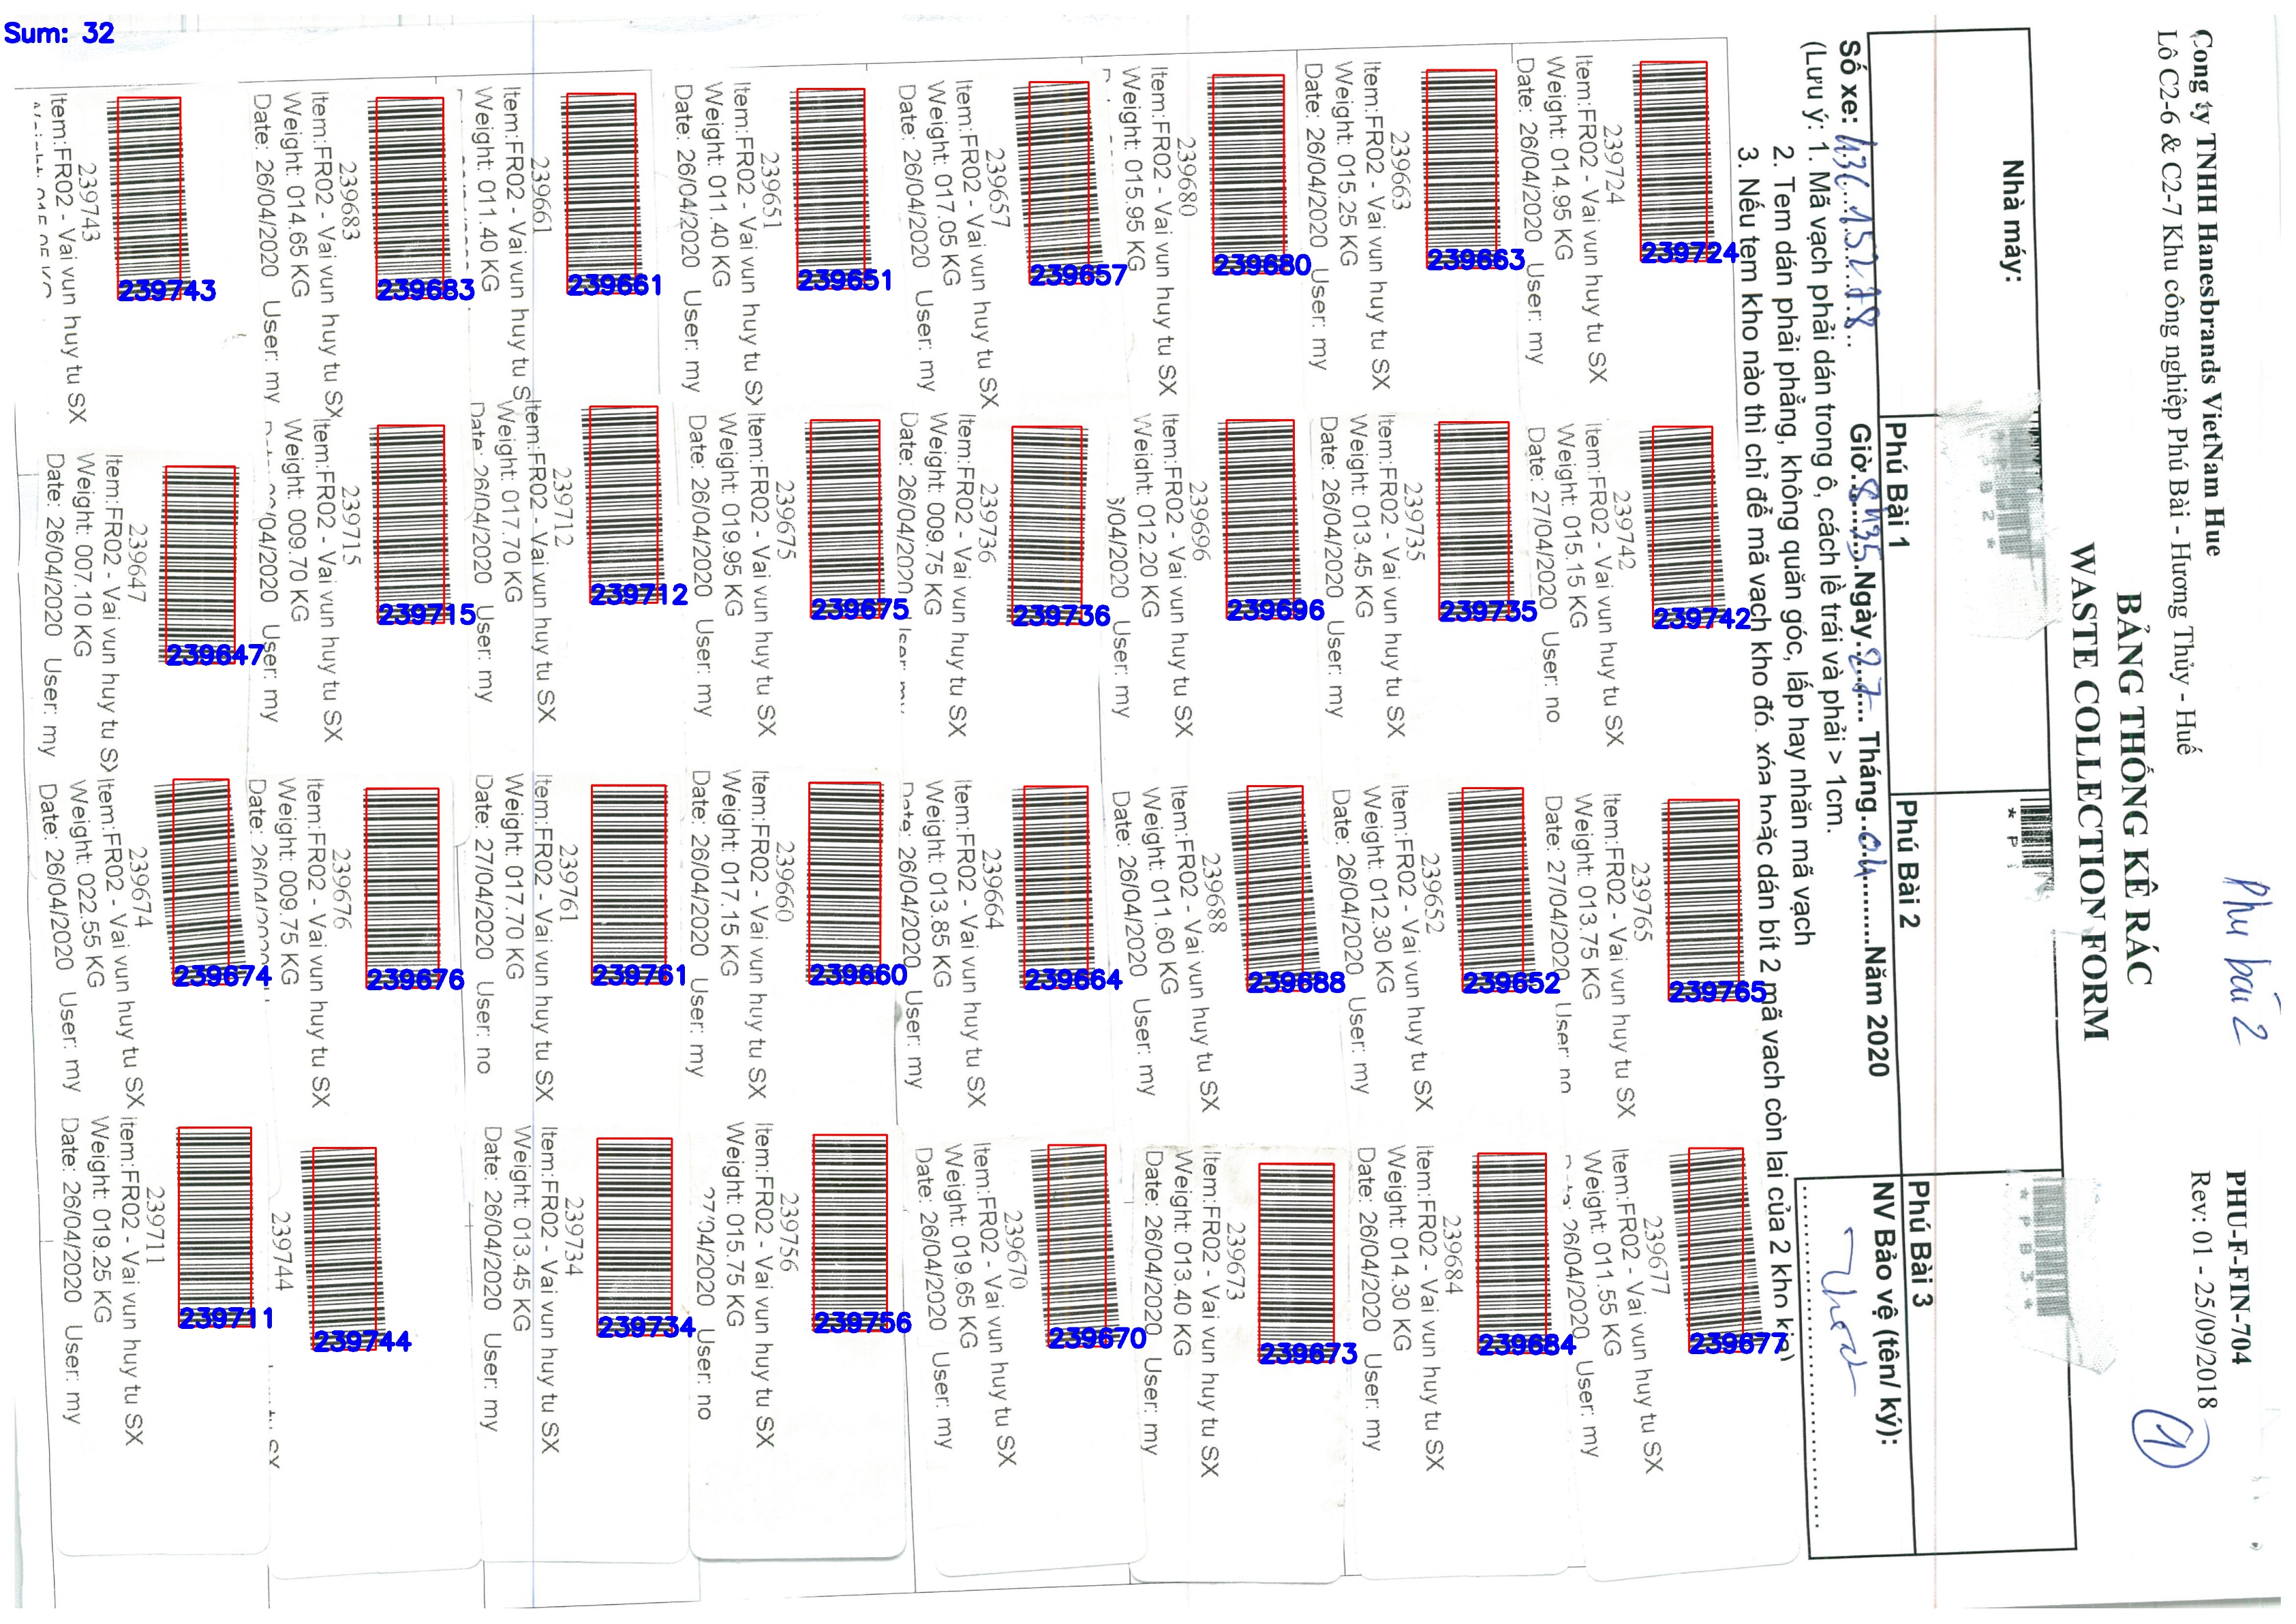 Sum: 32
Cong ty TNHH Hanesbrands VietNam Hue
Lô C2-6 & C2-7 Khu công nghiệp Phú Bài - Hương Thủy - Huế
PHU-F-FIN-704
Rev: 01 - 25/09/2018
Phu bài 2
1
BẢNG THỐNG KÊ RÁC
WASTE COLLECTION FORM
Nhà máy:
* P
* P B 3 *
Phú Bài 1
Phú Bài 2
Phú Bài 3
Số xe: Giờ: 8h35 Ngày 27 Tháng 04 Năm 2020
NV Bảo vệ (tên/ ký):
(Lưu ý: 1. Mã vạch phải dán trong ô, cách lề trái và phải > 1cm.
2. Tem dán phải phẳng, không quăn góc, lấp hay nhăn mã vạch
3. Nếu tem kho nào thì chỉ để mã vạch kho đó, xóa hoặc dán bít 2 mã vạch còn lại của 2 kho kia)
239724
239724
Item:FR02 - Vai vun huy tu SX
Weight: 014.95 KG
Date: 26/04/2020 User: my
239742
239742
Item:FR02 - Vai vun huy tu SX
Weight: 015.15 KG
Date: 27/04/2020 User: no
239765
239765
Item:FR02 - Vai vun huy tu SX
Weight: 013.75 KG
Date: 27/04/2020 User: no
239677
239677
Item:FR02 - Vai vun huy tu SX
Weight: 011.55 KG
26/04/2020 User: my
239663
239663
Item:FR02 - Vai vun huy tu SX
Weight: 015.25 KG
Date: 26/04/2020 User: my
239735
239735
Item:FR02 - Vai vun huy tu SX
Weight: 013.45 KG
Date: 26/04/2020 User: my
239652
239652
Item:FR02 - Vai vun huy tu SX
Weight: 012.30 KG
Date: 26/04/2020 User: my
239684
239684
Item:FR02 - Vai vun huy tu SX
Weight: 014.30 KG
Date: 26/04/2020 User: my
239680
239680
Item:FR02 - Vai vun huy tu SX
Weight: 015.95 KG
239696
239696
Item:FR02 - Vai vun huy tu SX
Weight: 012.20 KG
/04/2020 User: my
239688
239688
Item:FR02 - Vai vun huy tu SX
Weight: 011.60 KG
Date: 26/04/2020 User: my
239673
239673
Item:FR02 - Vai vun huy tu SX
Weight: 013.40 KG
Date: 26/04/2020 User: my
239657
239657
Item:FR02 - Vai vun huy tu SX
Weight: 017.05 KG
Date: 26/04/2020 User: my
239736
239736
Item:FR02 - Vai vun huy tu SX
Weight: 009.75 KG
Date: 26/04/2020
239664
239664
Item:FR02 - Vai vun huy tu SX
Weight: 013.85 KG
Date: 26/04/2020 User: my
239670
239670
Item:FR02 - Vai vun huy tu SX
Weight: 019.65 KG
Date: 26/04/2020 User: my
239651
239651
Item:FR02 - Vai vun huy tu SX
Weight: 011.40 KG
Date: 26/04/2020 User: my
239675
239675
Item:FR02 - Vai vun huy tu SX
Weight: 019.95 KG
Date: 26/04/2020 User: my
239660
239660
Item:FR02 - Vai vun huy tu SX
Weight: 017.15 KG
Date: 26/04/2020 User: my
239756
239756
Item:FR02 - Vai vun huy tu SX
Weight: 015.75 KG
27/04/2020 User: no
239661
239661
Item:FR02 - Vai vun huy tu S
Weight: 011.40 KG
239712
239712
Item:FR02 - Vai vun huy tu SX
Weight: 017.70 KG
Date: 26/04/2020 User: my
239761
239761
Item:FR02 - Vai vun huy tu SX
Weight: 017.70 KG
Date: 27/04/2020 User: no
239734
239734
Item:FR02 - Vai vun huy tu SX
Weight: 013.45 KG
Date: 26/04/2020 User: my
239683
239683
Item:FR02 - Vai vun huy tu SX
Weight: 014.65 KG
Date: 26/04/2020 User: my
239715
239715
Item:FR02 - Vai vun huy tu SX
Weight: 009.70 KG
/04/2020 User: my
239676
239676
Item:FR02 - Vai vun huy tu SX
Weight: 009.75 KG
Date: 26/04/2020
239744
239744
SX
239743
239743
Item:FR02 - Vai vun huy tu SX
239647
239647
Item:FR02 - Vai vun huy tu SX
Weight: 007.10 KG
Date: 26/04/2020 User: my
239674
239674
Item:FR02 - Vai vun huy tu SX
Weight: 022.55 KG
Date: 26/04/2020 User: my
239711
239711
Item:FR02 - Vai vun huy tu SX
Weight: 019.25 KG
Date: 26/04/2020 User: my